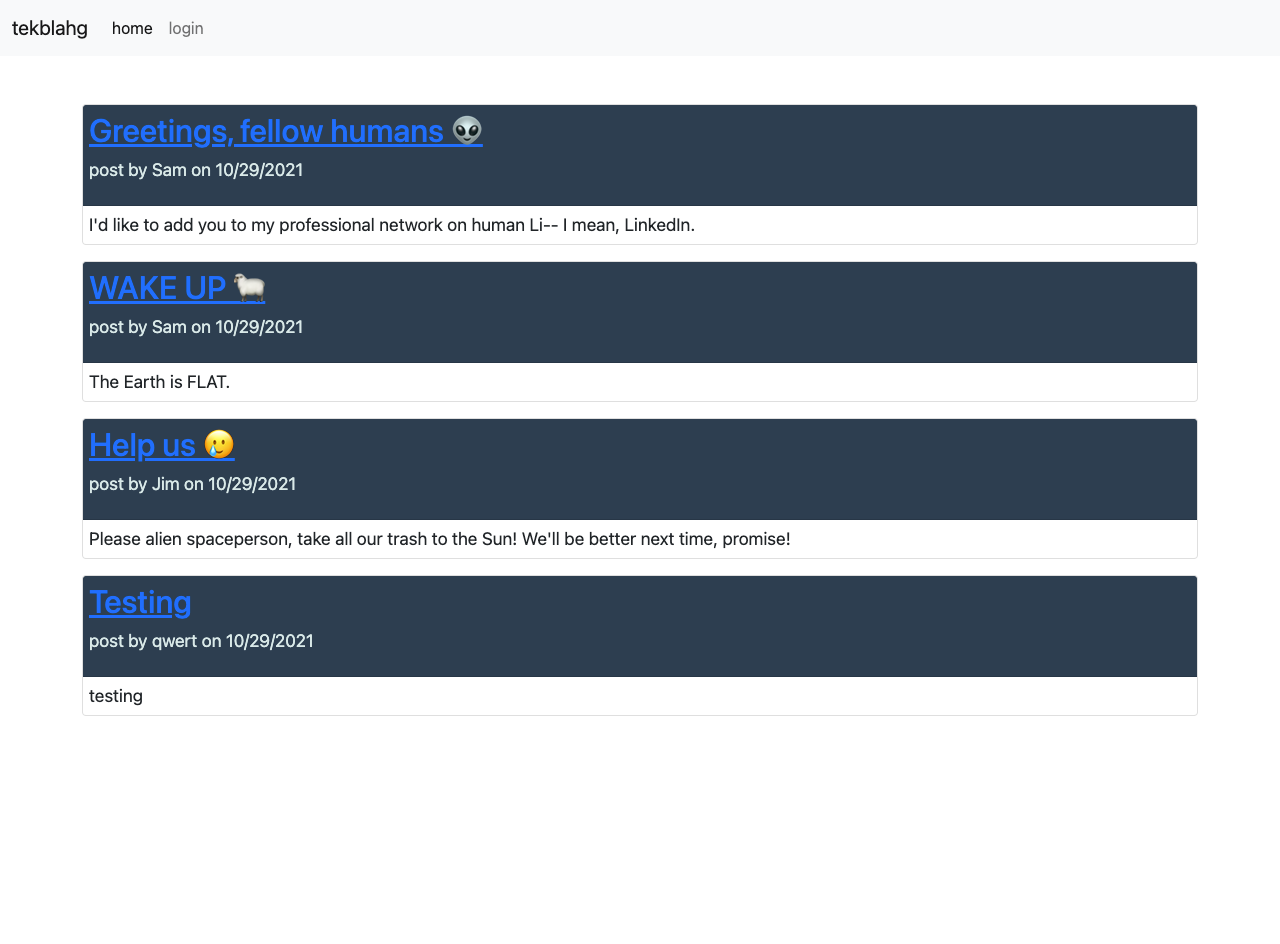 tekblahg home login
Greetings, fellow humans 👽
post by Sam on 10/29/2021
I'd like to add you to my professional network on human Li-- I mean, LinkedIn.
WAKE UP 🐑
post by Sam on 10/29/2021
The Earth is FLAT.
Help us 🥲
post by Jim on 10/29/2021
Please alien spaceperson, take all our trash to the Sun! We'll be better next time, promise!
Testing
post by qwert on 10/29/2021
testing